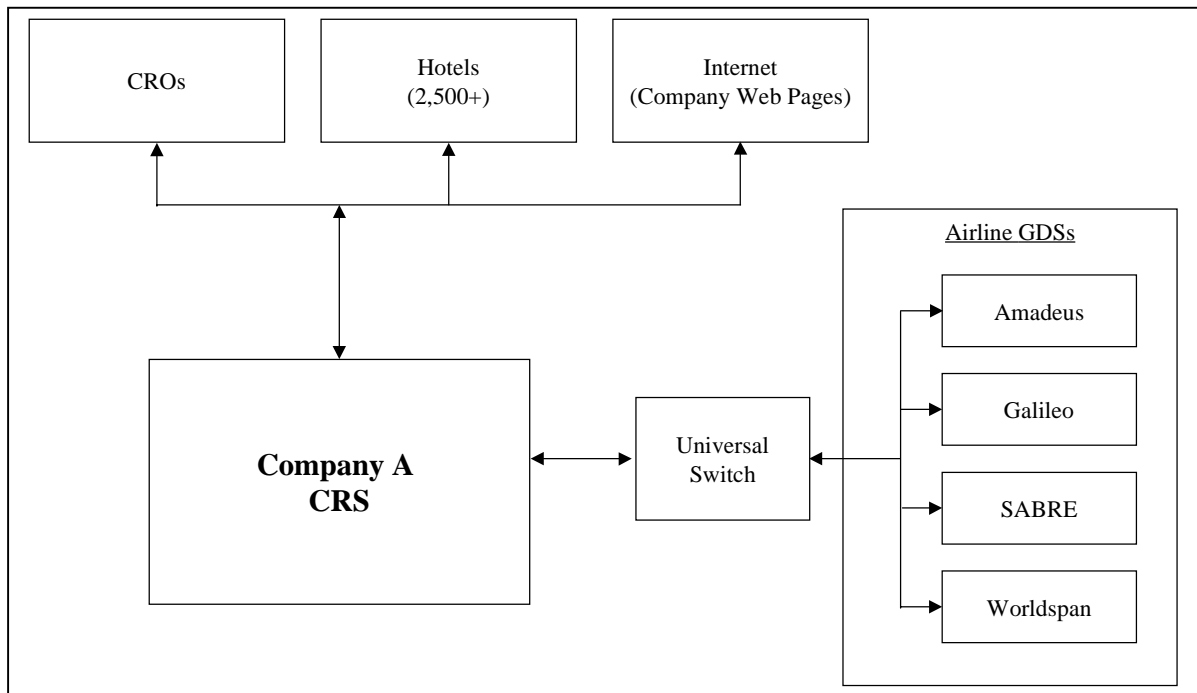 CROs
Hotels
(2,500+)
Internet
(Company Web Pages)
Airline GDSs
Amadeus
Galileo
Universal
Switch
Company A
CRS
SABRE
Worldspan